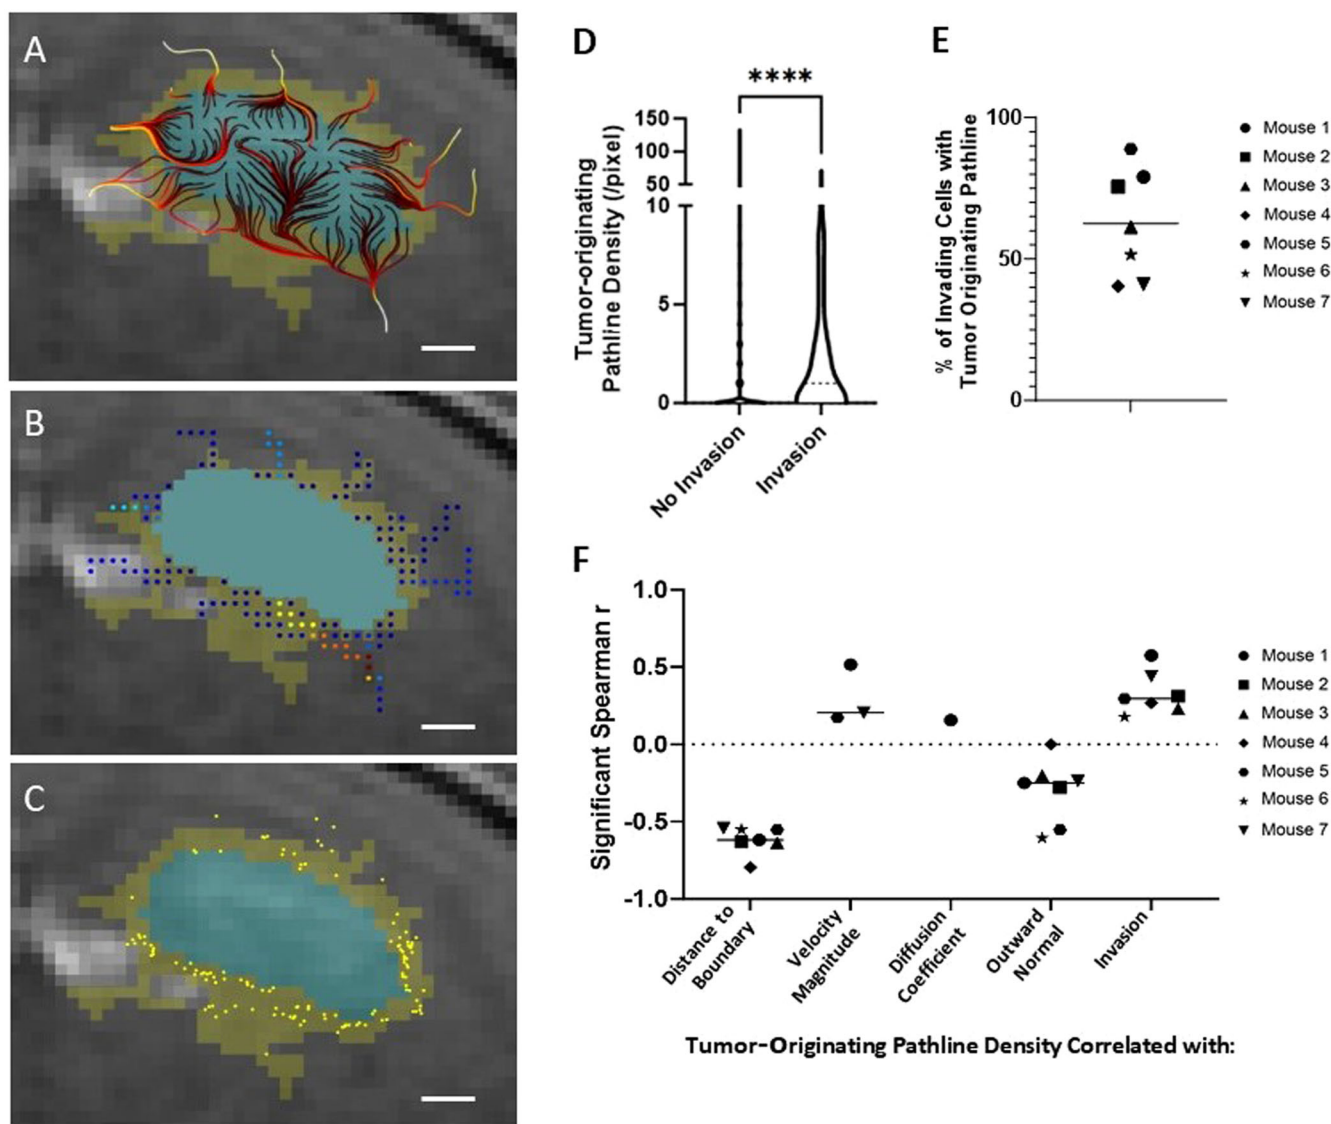 A
B
C
D
****
Tumor-originating
Pathline Density (/pixel)
150
100
50
10
5
0
No Invasion
Invasion
E
% of Invading Cells with
Tumor Originating Pathline
100
50
0
Mouse 1
Mouse 2
Mouse 3
Mouse 4
Mouse 5
Mouse 6
Mouse 7
F
Significant Spearman r
1.0
0.5
0.0
-0.5
-1.0
Distance to
Boundary
Velocity
Magnitude
Diffusion
Coefficient
Outward
Normal
Invasion
Mouse 1
Mouse 2
Mouse 3
Mouse 4
Mouse 5
Mouse 6
Mouse 7
Tumor-Originating Pathline Density Correlated with: